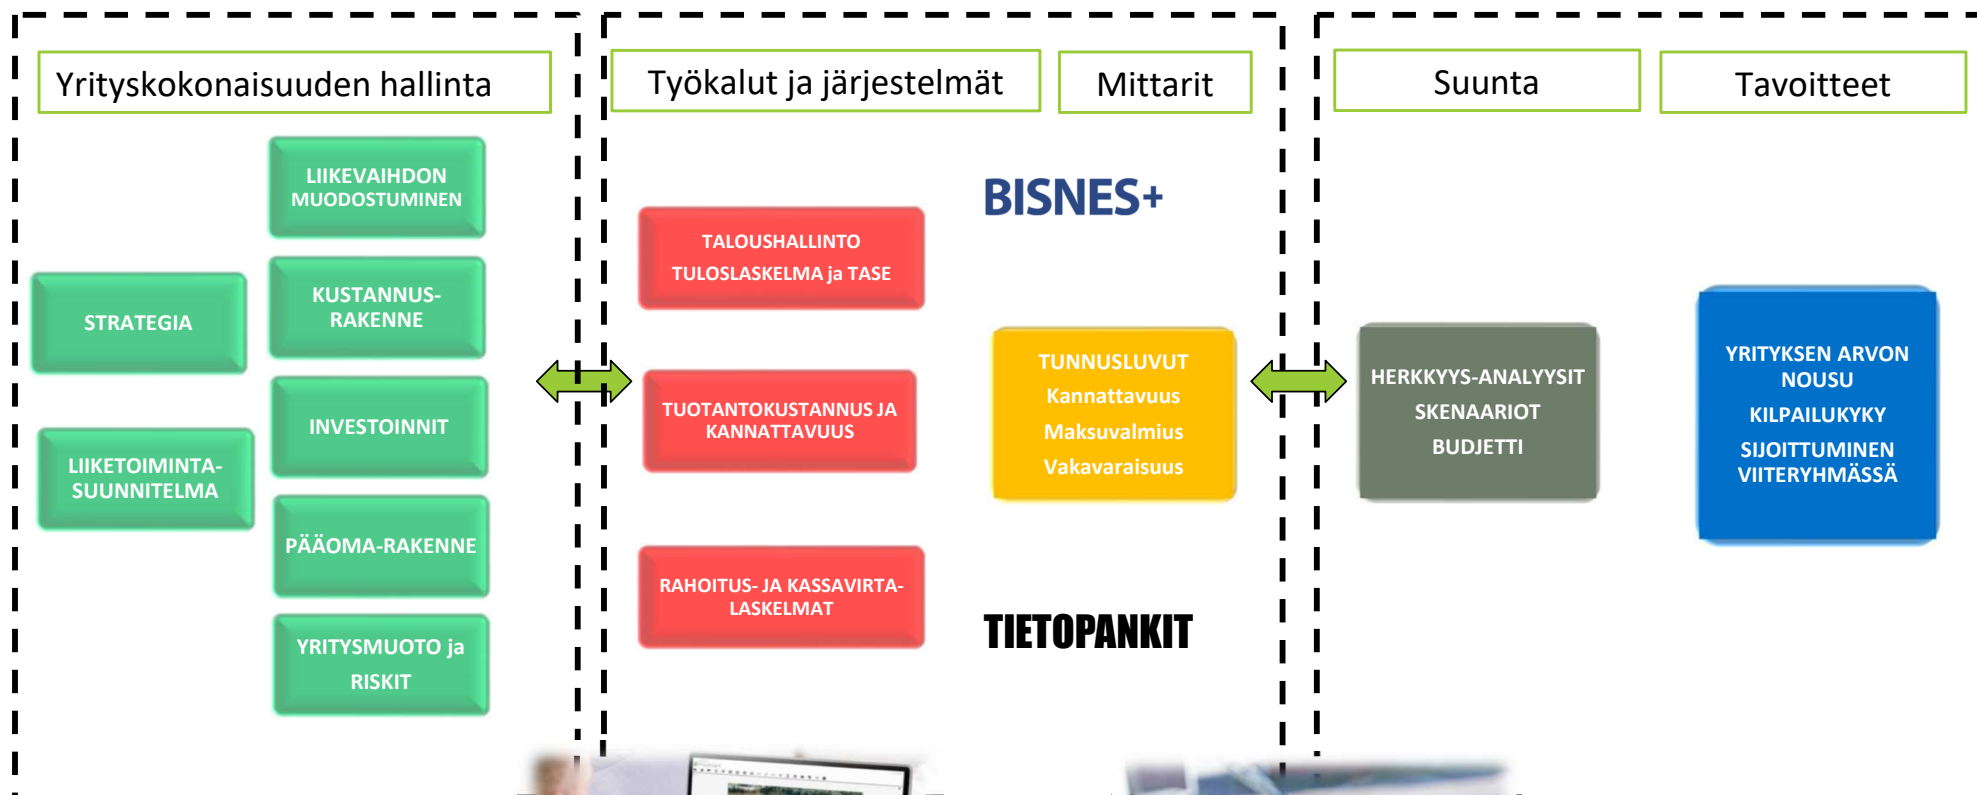 Yrityskokonaisuuden hallinta
STRATEGIA
LIIKETOIMINTA-
SUUNNITELMA
LIIKEVAIHDON
MUODOSTUMINEN
KUSTANNUS-
RAKENNE
INVESTOINNIT
PÄÄOMA-RAKENNE
YRITYSMUOTO ja
RISKIT
Työkalut ja järjestelmät
Mittarit
TALOUSHALLINTO
TULOSLASKELMA ja TASE
TUOTANTOKUSTANNUS JA
KANNATTAVUUS
RAHOITUS- JA KASSAVIRTA-
LASKELMAT
BISNES+
TUNNUSLUVUT
Kannattavuus
Maksuvalmius
Vakavaraisuus
TIETOPANKIT
Suunta
Tavoitteet
HERKKYYS-ANALYYSIT
SKENAARIOT
BUDJETTI
YRITYKSEN ARVON
NOUSU
KILPAILUKYKY
SIJOITTUMINEN
VIITERYHMÄSSÄ